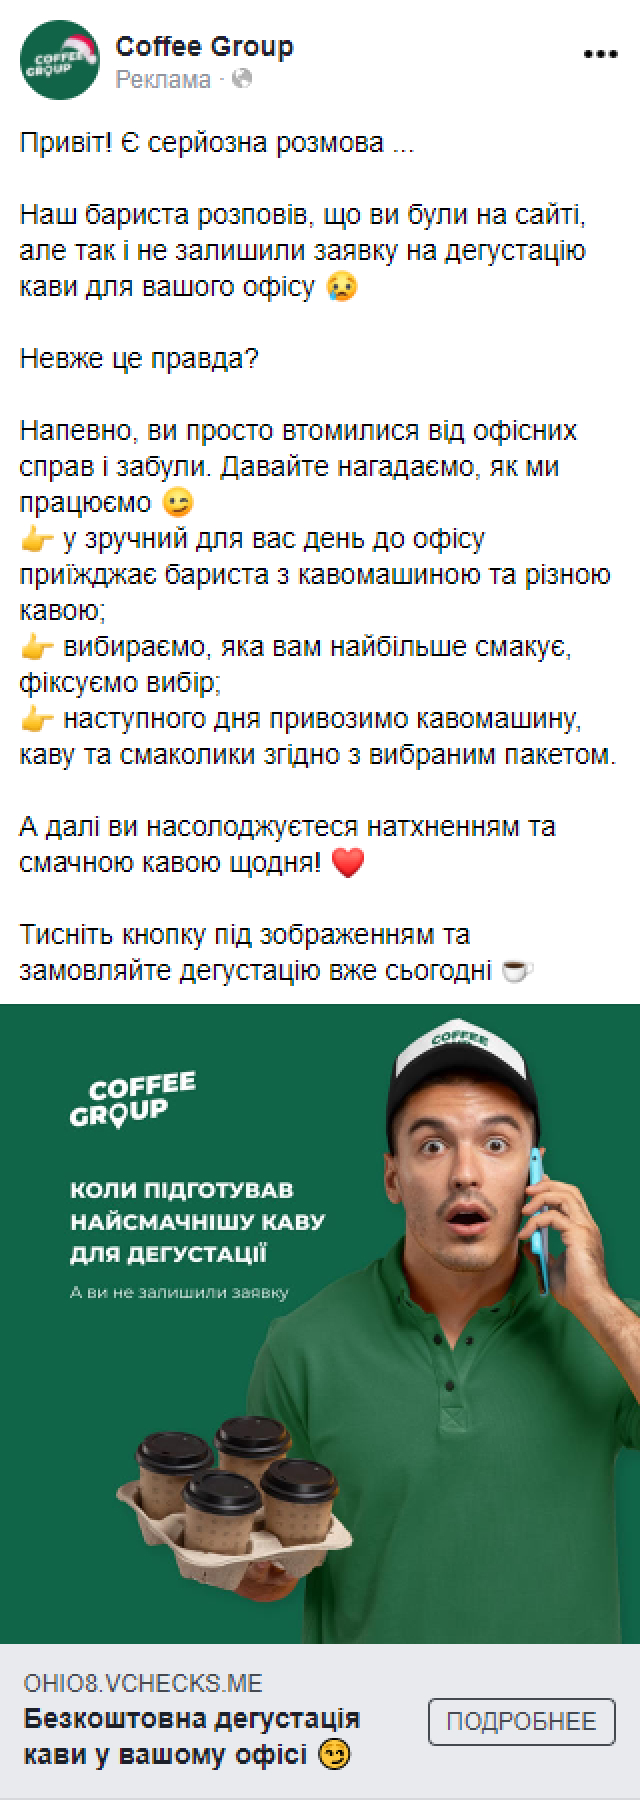 COFFEE
GROUP
Coffee Group
Реклама ·
Привіт! Є серйозна розмова ...
Наш бариста розповів, що ви були на сайті,
але так і не залишили заявку на дегустацію
кави для вашого офісу 😥
Невже це правда?
Напевно, ви просто втомилися від офісних
справ і забули. Давайте нагадаємо, як ми
працюємо 😉
👉 у зручний для вас день до офісу
приїжджає бариста з кавомашиною та різною
кавою;
👉 вибираємо, яка вам найбільше смакує,
фіксуємо вибір;
👉 наступного дня привозимо кавомашину,
каву та смаколики згідно з вибраним пакетом.
А далі ви насолоджуєтеся натхненням та
смачною кавою щодня! ❤️
Тисніть кнопку під зображенням та
замовляйте дегустацію вже сьогодні ☕
COFFEE
COFFEE
GROUP
КОЛИ ПІДГОТУВАВ
НАЙСМАЧНІШУ КАВУ
ДЛЯ ДЕГУСТАЦІЇ
А ви не залишили заявку
OHIO8.VCHECKS.ME
Безкоштовна дегустація
кави у вашому офісі 😏
ПОДРОБНЕЕ